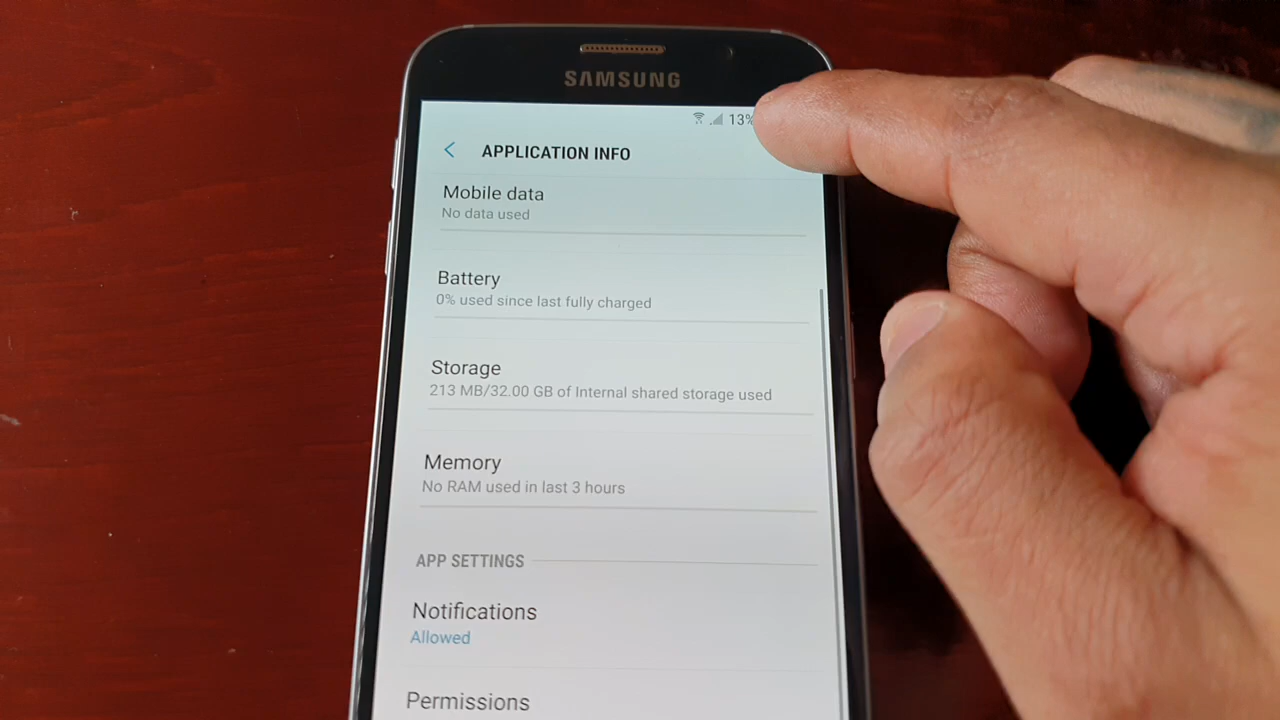 SAMSUNG
13%
APPLICATION INFO
Mobile data
No data used
Battery
0% used since last fully charged
Storage
213 MB/32.00 GB of Internal shared storage used
Memory
No RAM used in last 3 hours
APP SETTINGS
Notifications
Allowed
Permissions